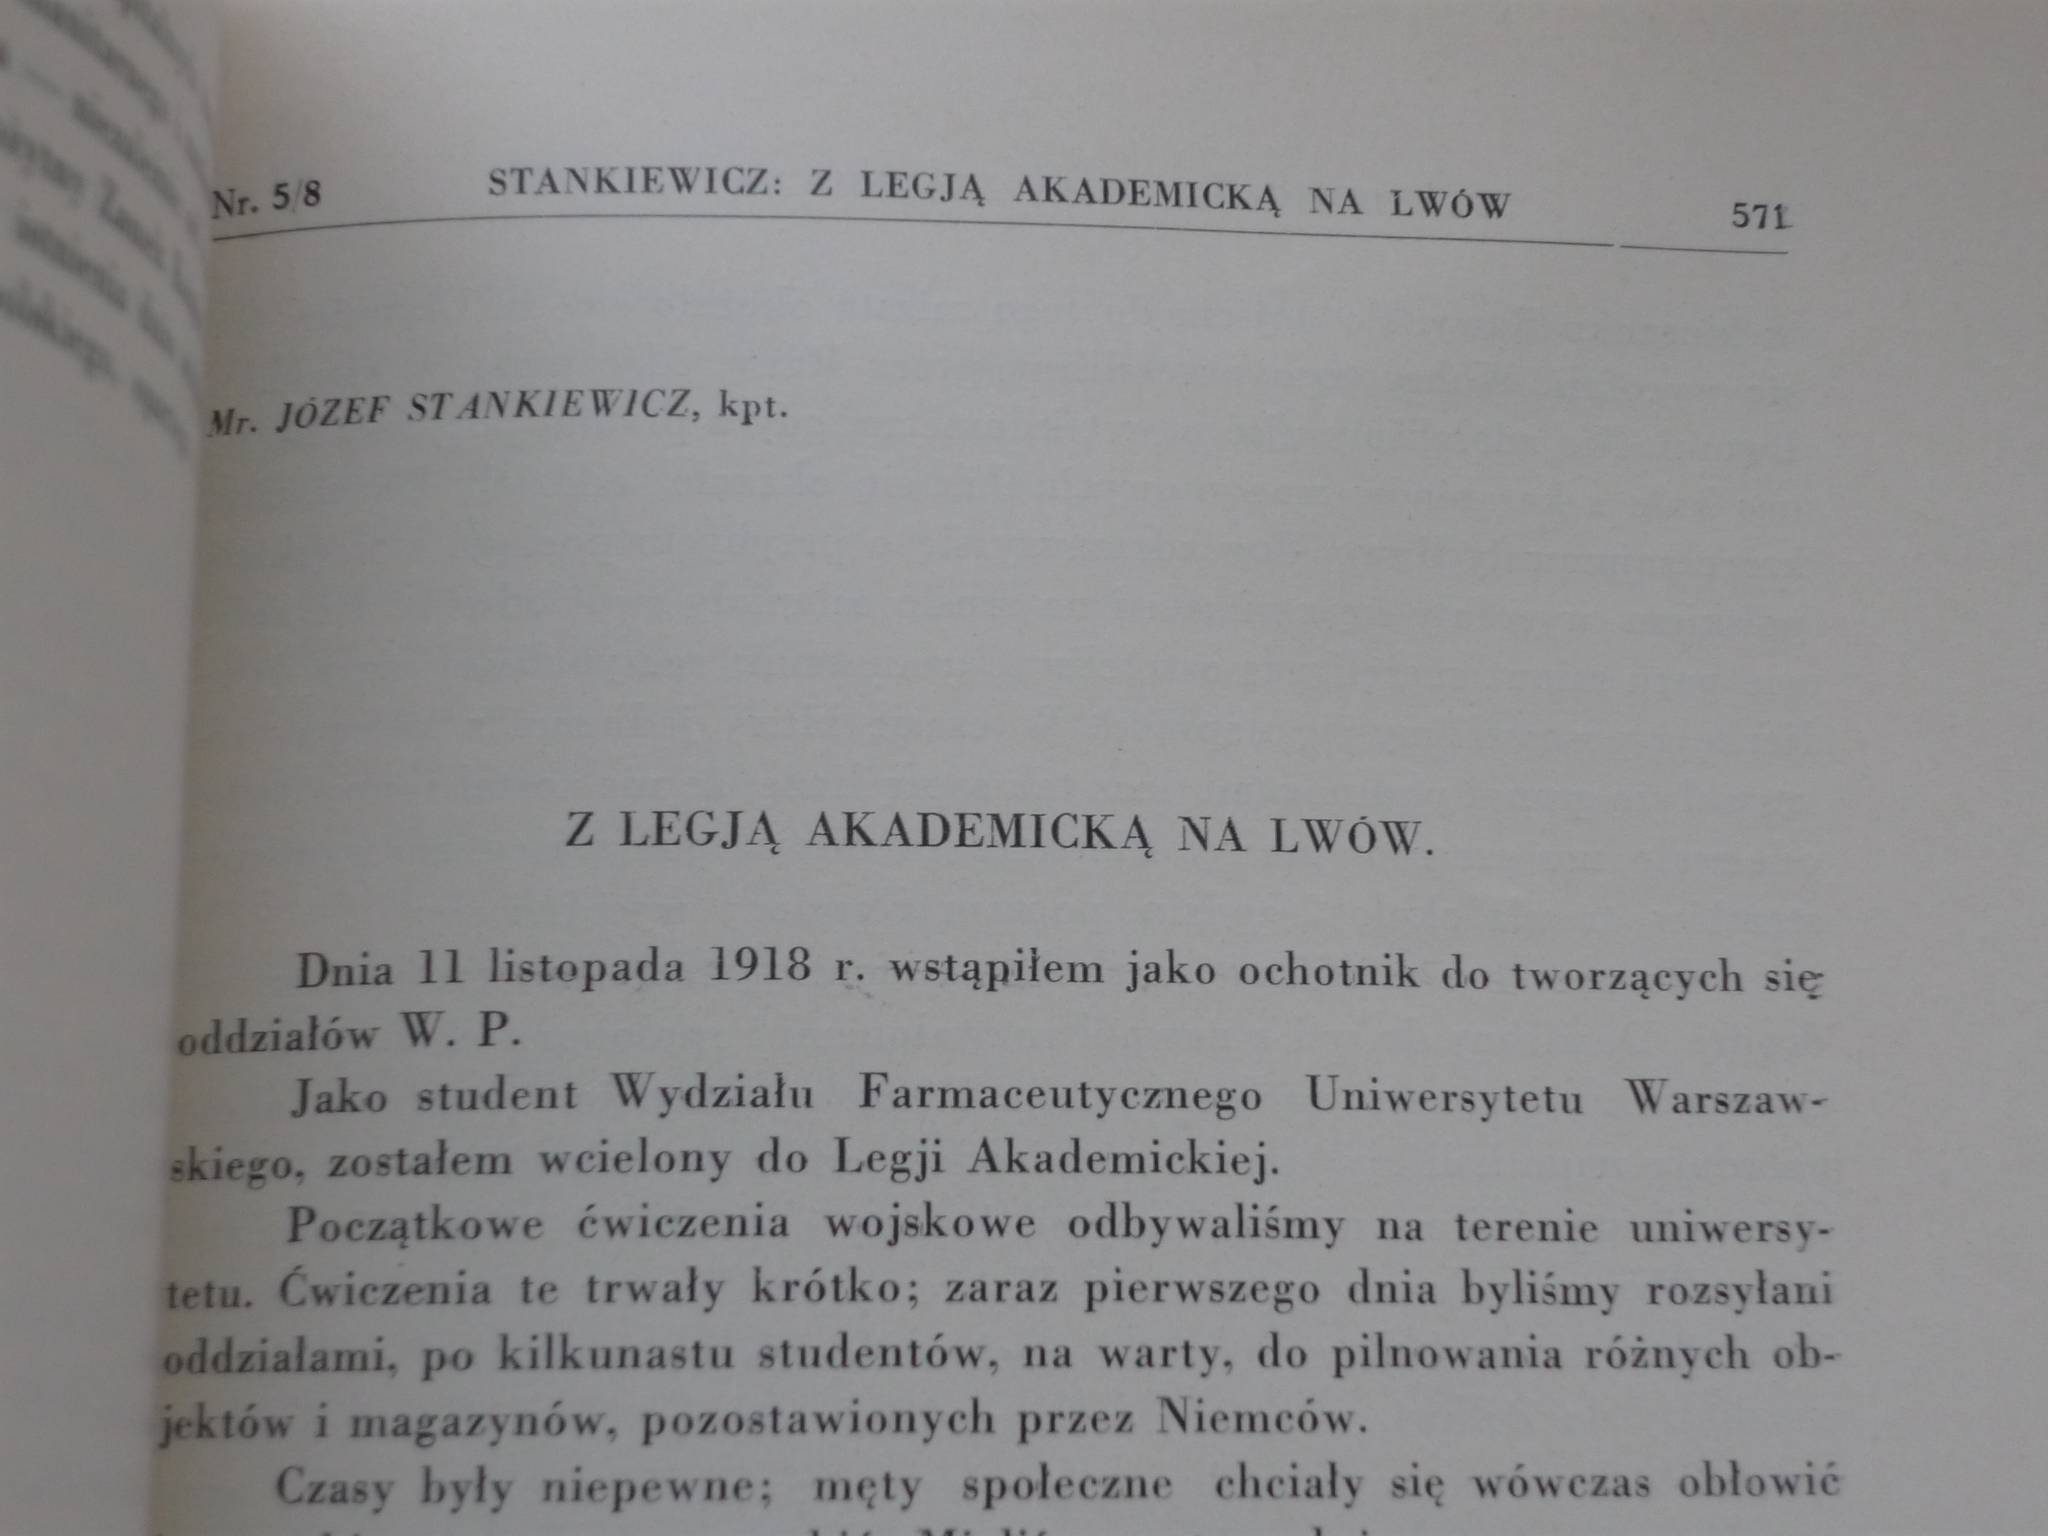 Nr. 5/8 STANKIEWICZ: Z LEGJĄ AKADEMICKĄ NA LWÓW 571
Mr. JÓZEF STANKIEWICZ, kpt.
Z LEGJĄ AKADEMICKĄ NA LWÓW.
Dnia 11 listopada 1918 r. wstąpiłem jako ochotnik do tworzących się
oddziałów W. P.
Jako student Wydziału Farmaceutycznego Uniwersytetu Warszaw-
skiego, zostałem wcielony do Legji Akademickiej.
Początkowe ćwiczenia wojskowe odbywaliśmy na terenie uniwersy-
tetu. Ćwiczenia te trwały krótko; zaraz pierwszego dnia byliśmy rozsyłani
oddziałami, po kilkunastu studentów, na warty, do pilnowania różnych ob-
jektów i magazynów, pozostawionych przez Niemców.
Czasy były niepewne; męty społeczne chciały się wówczas obłowić